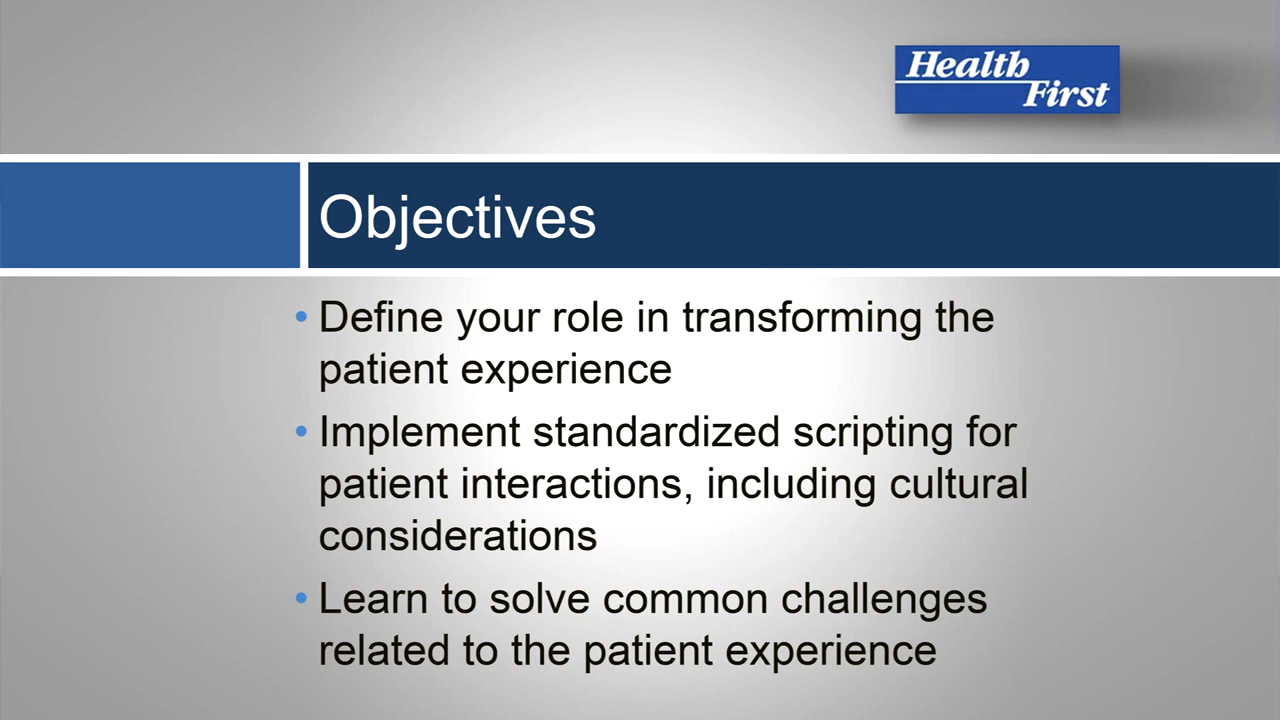 Health
First
Objectives
• Define your role in transforming the
patient experience
• Implement standardized scripting for
patient interactions, including cultural
considerations
• Learn to solve common challenges
related to the patient experience